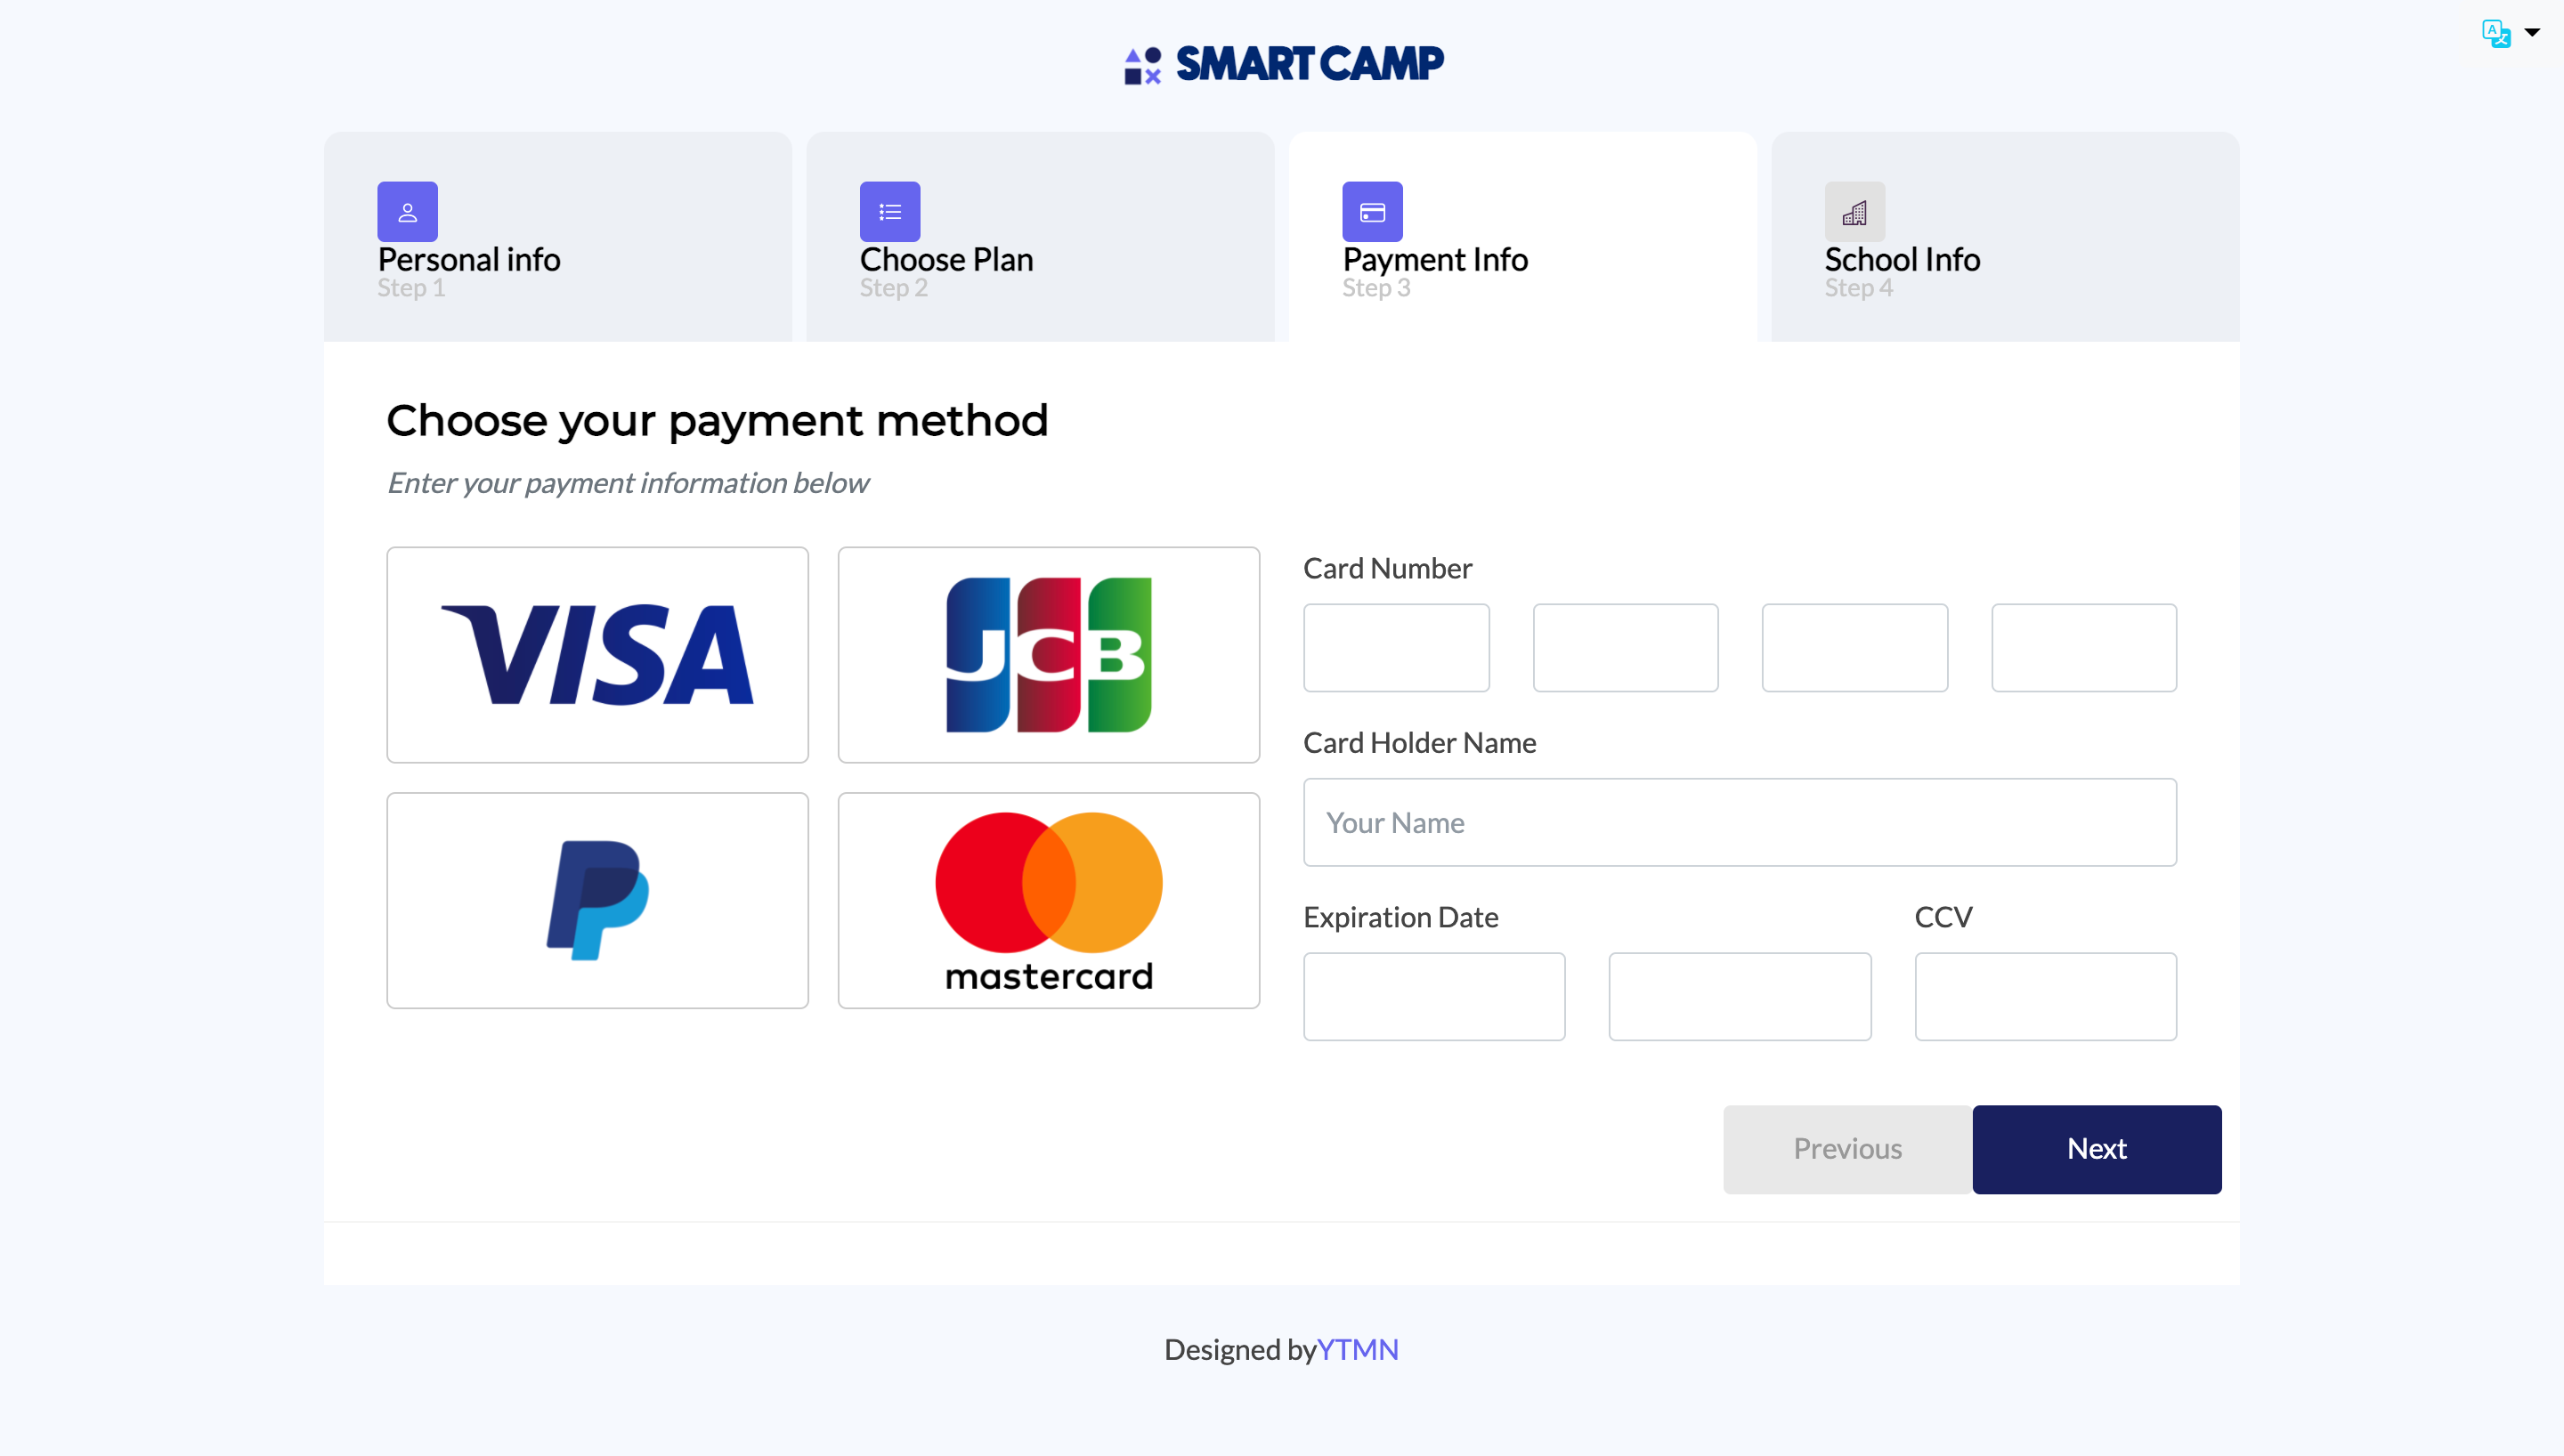 SMART CAMP
Personal info
Step 1
Choose Plan
Step 2
Payment Info
Step 3
School Info
Step 4
Choose your payment method
Enter your payment information below
VISA
JCB
mastercard
Card Number
Card Holder Name
Your Name
Expiration Date
CCV
Previous
Next
Designed byYTMN